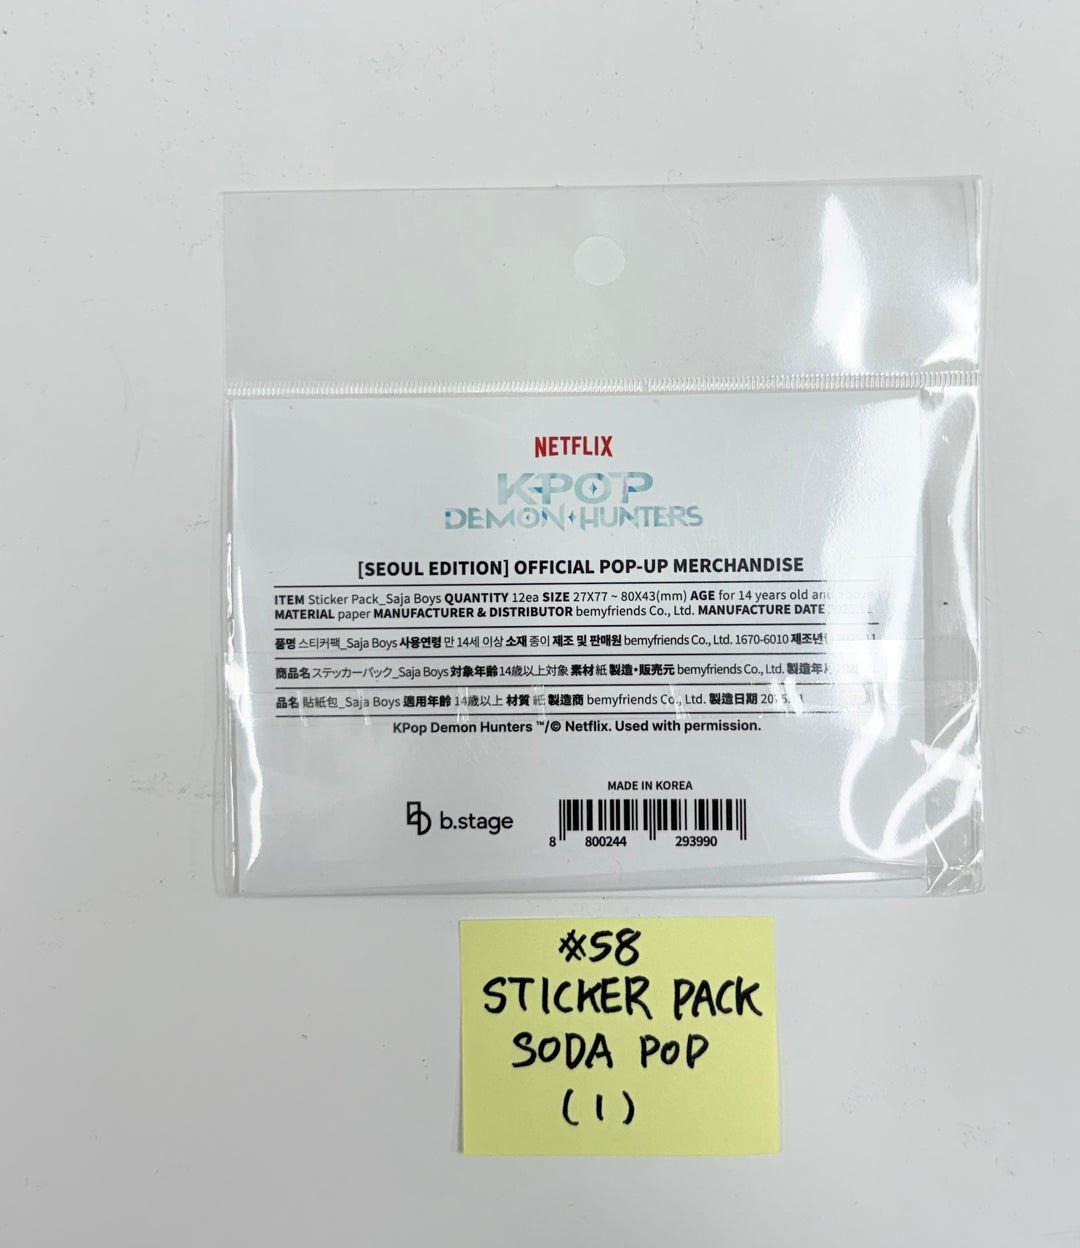 NETFLIX
KPOP
DEMON HUNTERS
[SEOUL EDITION] OFFICIAL POP-UP MERCHANDISE
ITEM Sticker Pack_Saja Boys QUANTITY 12ea SIZE 27X77 ~ 80X43(mm) AGE for 14 years old and above
MATERIAL paper MANUFACTURER & DISTRIBUTOR bemyfriends Co., Ltd. MANUFACTURE DATE 2025.11
품명 스티커팩_Saja Boys 사용연령 만 14세 이상 소재 종이 제조 및 판매원 bemyfriends Co., Ltd. 1670-6010
商品名 ステッカーパック_Saja Boys 対象年齢 14歳以上対象 素材 紙 製造・販売元 bemyfriends Co., Ltd.
品名 貼紙包_Saja Boys 適用年齡 14歲以上 材質 紙 製造商 bemyfriends Co., Ltd. 製造日期
KPop Demon Hunters ™/© Netflix. Used with permission.
MADE IN KOREA
b.stage
8 800244 293990
#58
STICKER PACK
SODA POP
(1)